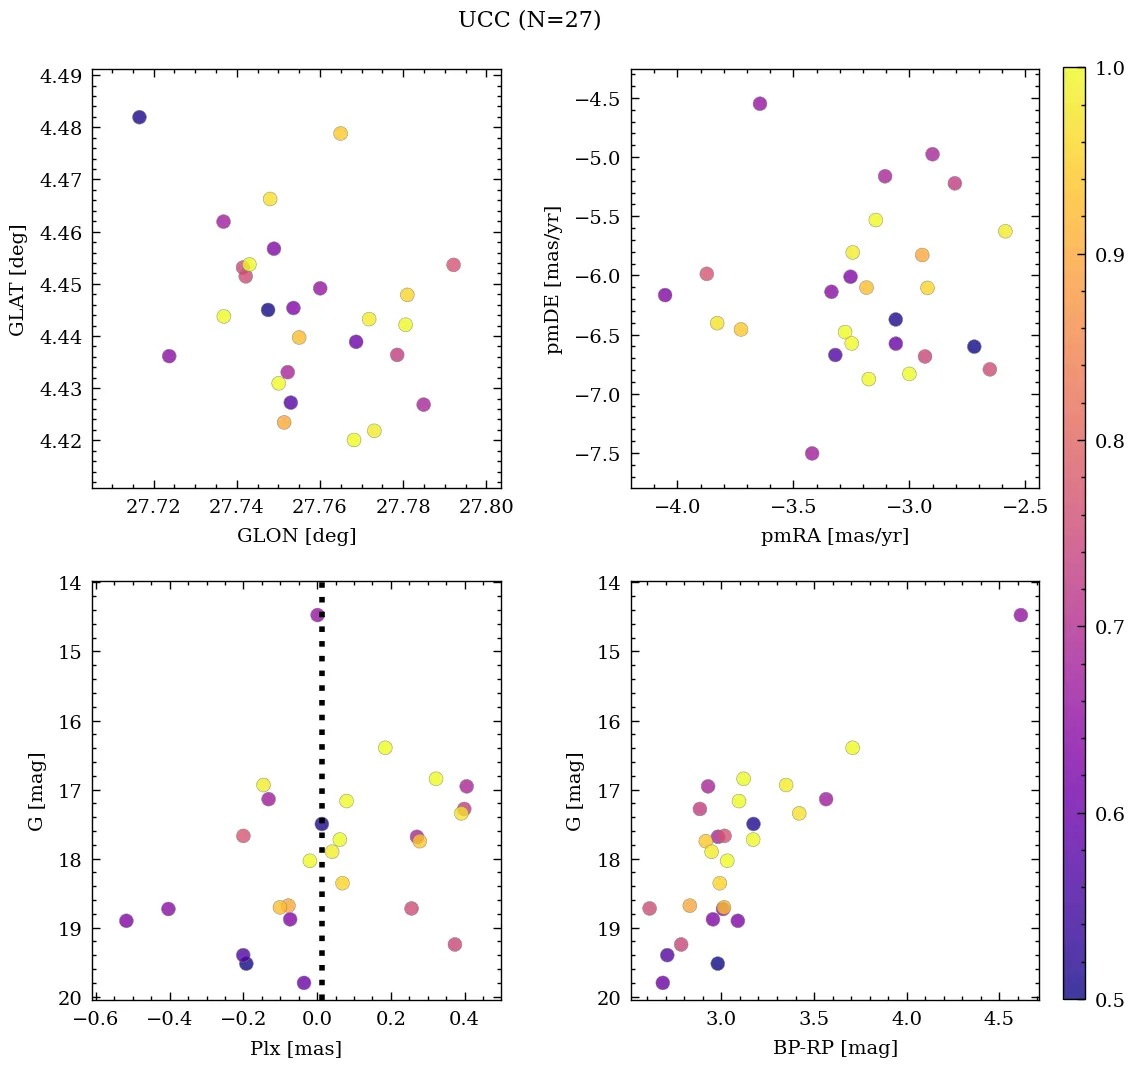 UCC (N=27)
4.49
4.48
4.47
4.46
4.45
4.44
4.43
4.42
GLAT [deg]
27.72 27.74 27.76 27.78 27.80
GLON [deg]
−4.5
−5.0
−5.5
−6.0
−6.5
−7.0
−7.5
pmDE [mas/yr]
−4.0 −3.5 −3.0 −2.5
pmRA [mas/yr]
14
15
16
17
18
19
20
G [mag]
−0.6 −0.4 −0.2 0.0 0.2 0.4
Plx [mas]
14
15
16
17
18
19
20
G [mag]
3.0 3.5 4.0 4.5
BP-RP [mag]
1.0
0.9
0.8
0.7
0.6
0.5